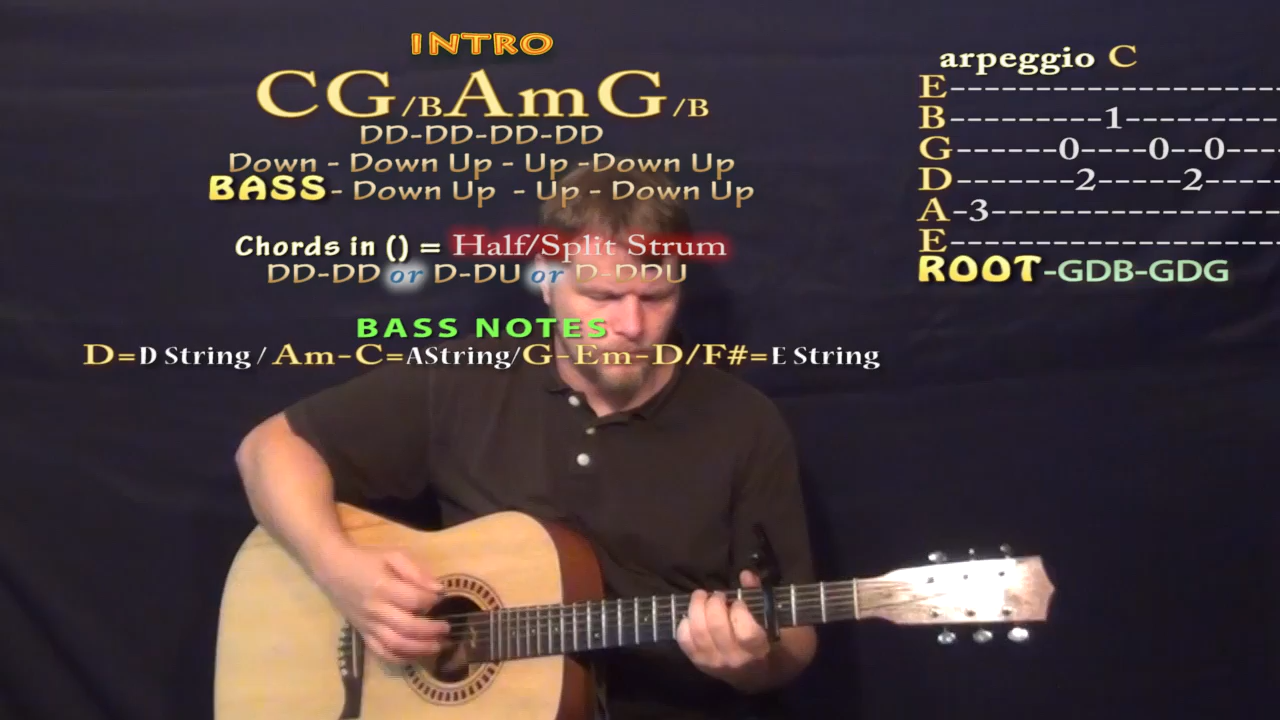 INTRO
CG/BAmG/B
DD-DD-DD-DD
Down - Down Up - Up -Down Up
BASS- Down Up - Up - Down Up
Chords in () = Half/Split Strum
DD-DD or D-DU or D-DDU
BASS NOTES
D=D String / Am-C=AString/G-Em-D/F#=E String
arpeggio C
E-----------------------------
B---------1---------
G------0----0--0----
D-------2-----2-----
A-3-----------------
E-----------------------------
ROOT-GDB-GDG